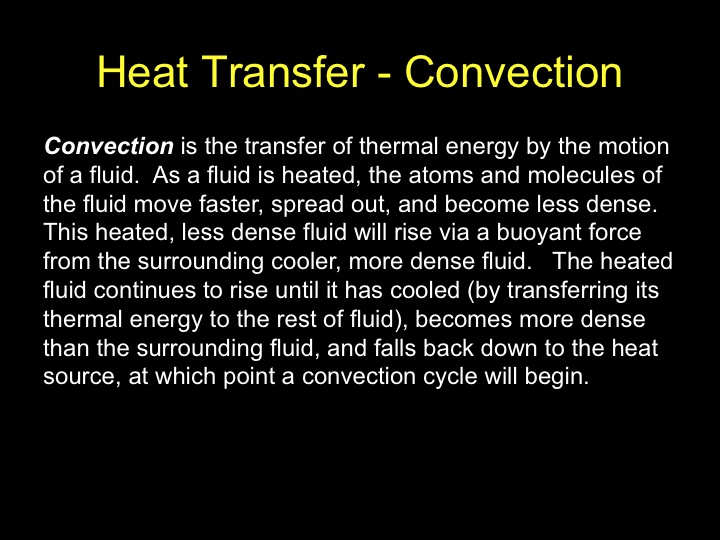 Heat Transfer - Convection
Convection is the transfer of thermal energy by the motion
of a fluid.  As a fluid is heated, the atoms and molecules of
the fluid move faster, spread out, and become less dense.
This heated, less dense fluid will rise via a buoyant force
from the surrounding cooler, more dense fluid.   The heated
fluid continues to rise until it has cooled (by transferring its
thermal energy to the rest of fluid), becomes more dense
than the surrounding fluid, and falls back down to the heat
source, at which point a convection cycle will begin.